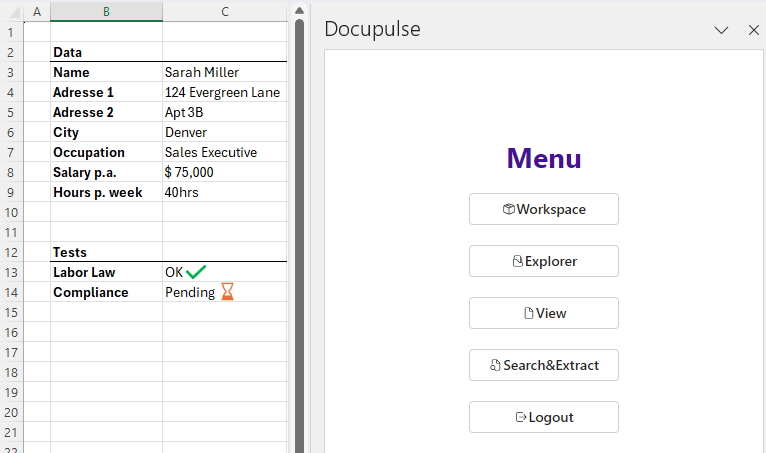 A B C
1
2 Data
3 Name Sarah Miller
4 Adresse 1 124 Evergreen Lane
5 Adresse 2 Apt 3B
6 City Denver
7 Occupation Sales Executive
8 Salary p.a. $ 75,000
9 Hours p. week 40hrs
10
11
12 Tests
13 Labor Law OK
14 Compliance Pending
15
16
17
18
19
20
21
22
Docupulse
Menu
Workspace
Explorer
View
Search&Extract
Logout